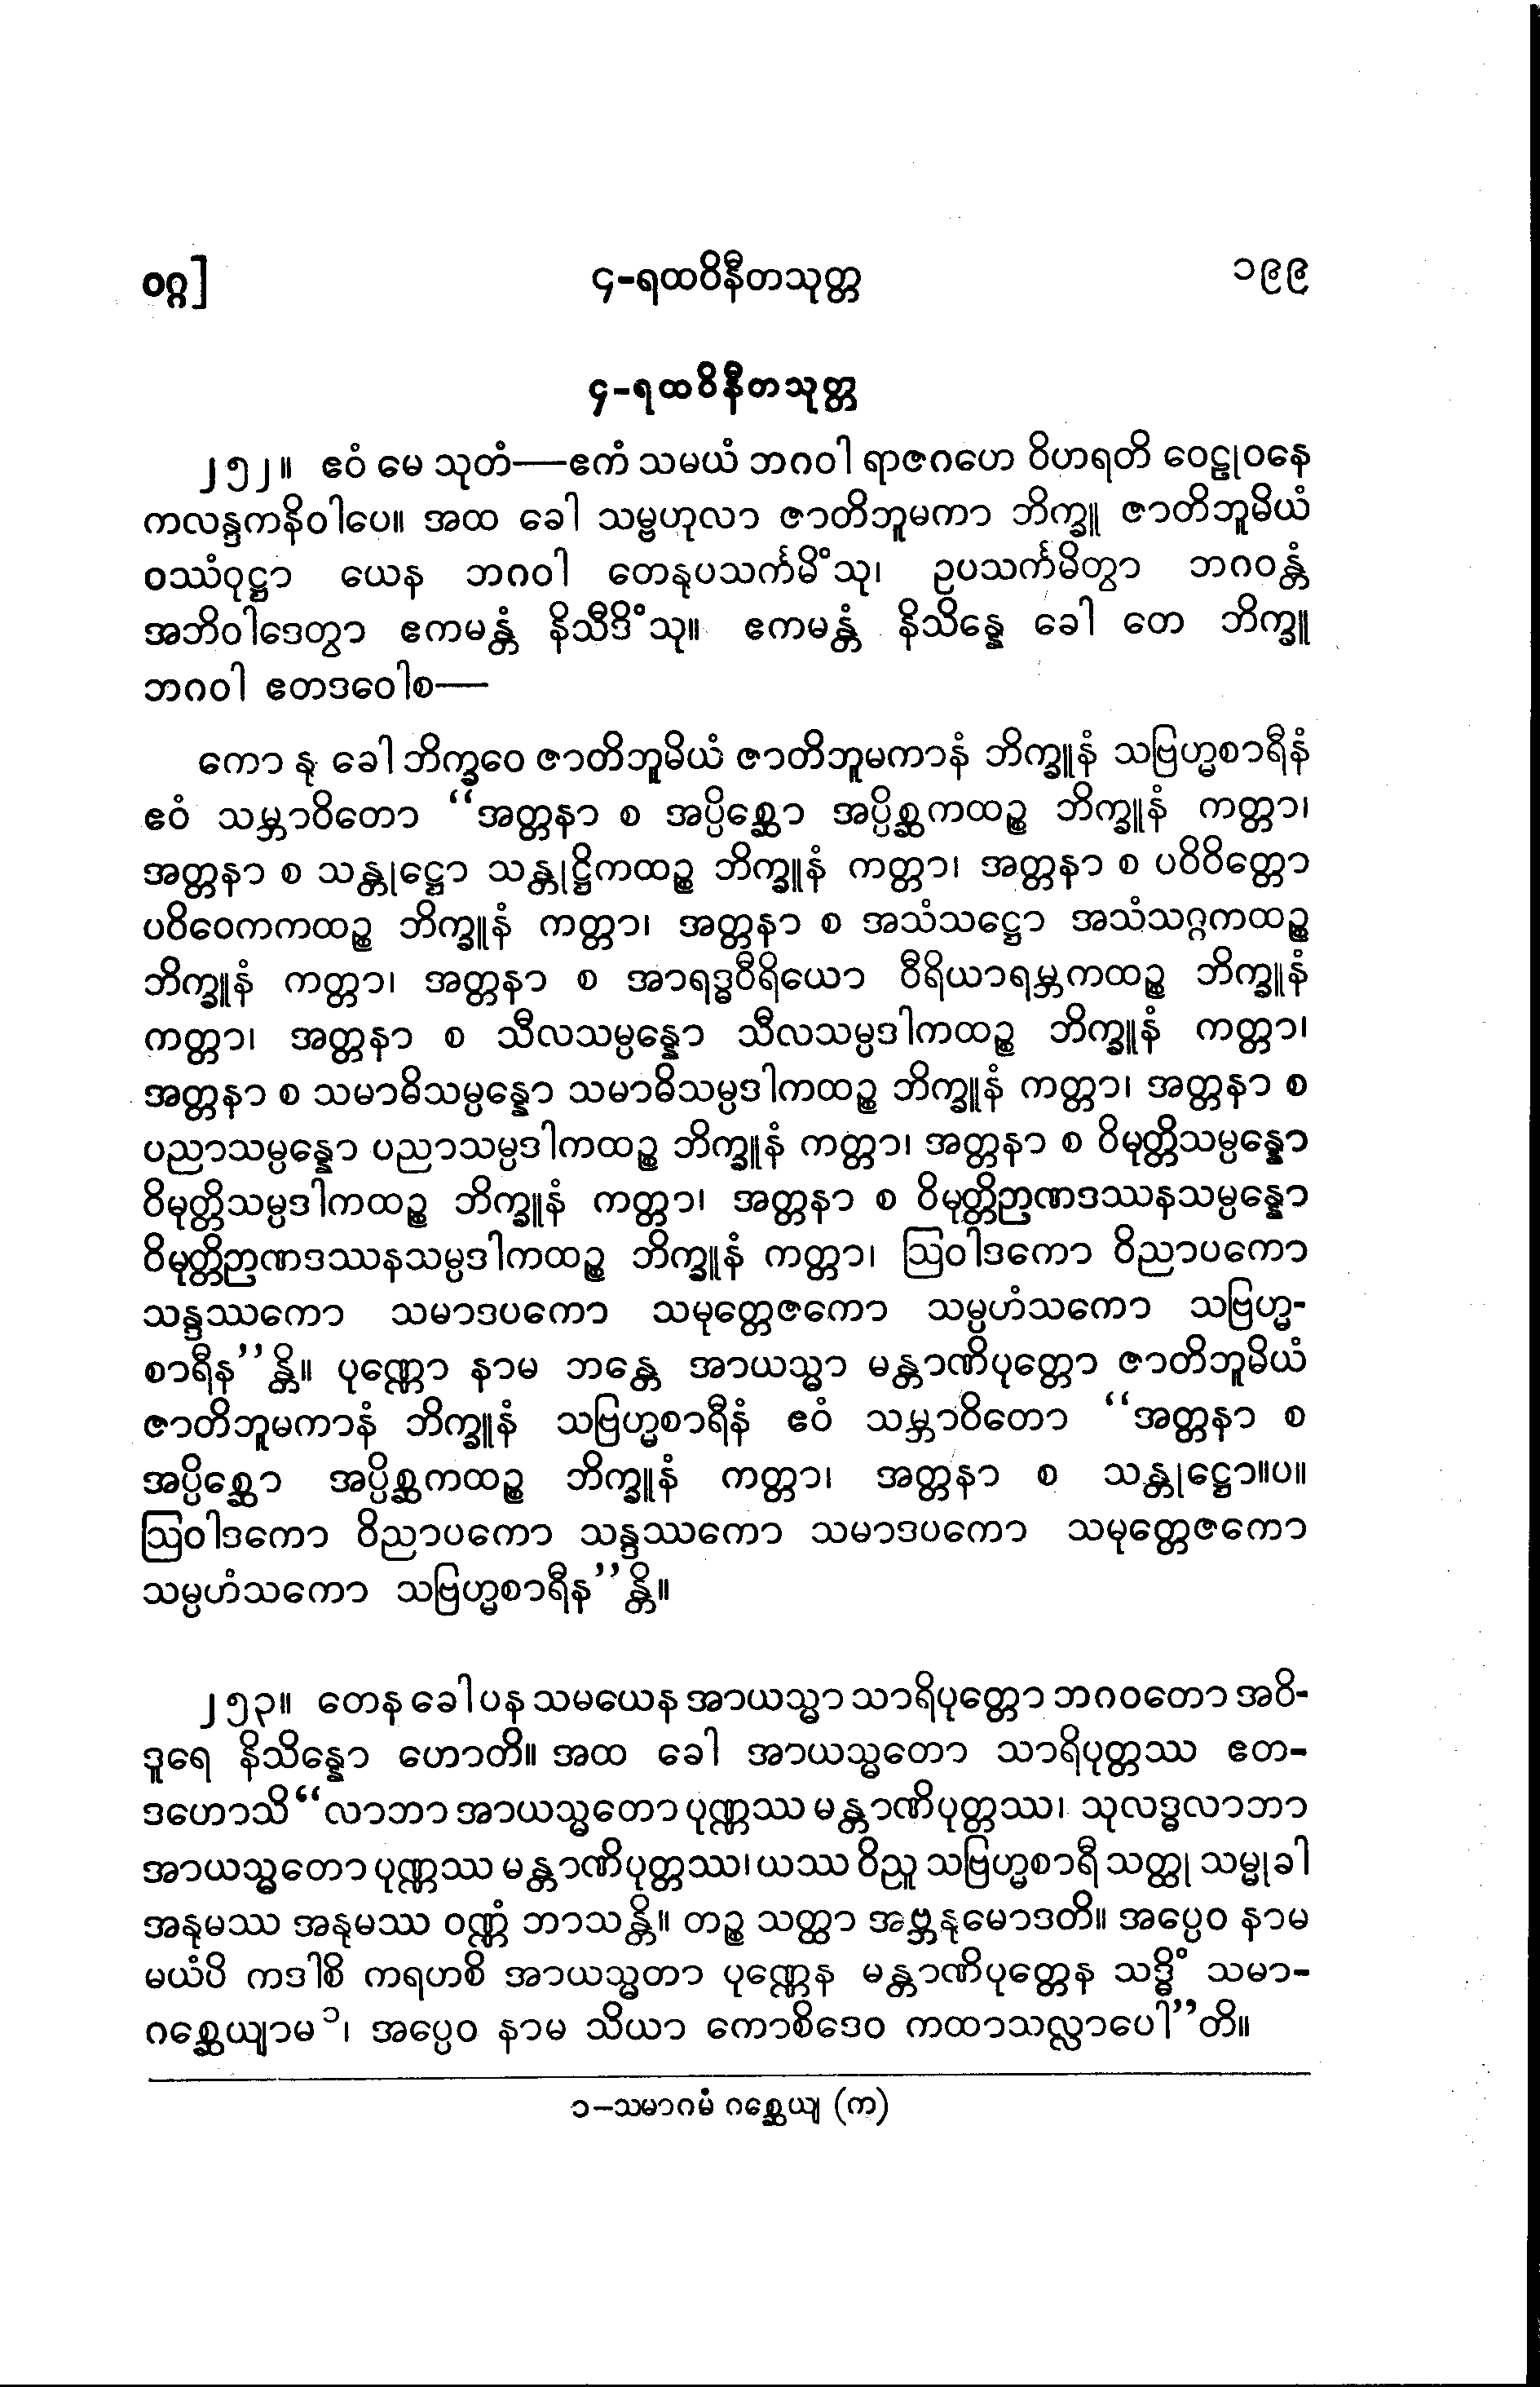 ဝဂ္ဂ]
၄-ရထဝိနီတသုတ္တ
၁၉၉
၄-ရထဝိနီတသုတ္တ
၂၅၂။ ဧဝံ မေ သုတံ—ဧကံ သမယံ ဘဂဝါ ရာဇဂဟေ ဝိဟရတိ ဝေဠုဝနေ
ကလန္ဒကနိဝါပေ။ အထ ခေါ သမ္ဗဟုလာ ဇာတိဘူမကာ ဘိက္ခူ ဇာတိဘူမိယံ
ဝဿံဝုဋ္ဌာ ယေန ဘဂဝါ တေနုပသင်္ကမိံသု၊ ဥပသင်္ကမိတွာ ဘဂဝန္တံ
အဘိဝါဒေတွာ ဧကမန္တံ နိသီဒိံသု။ ဧကမန္တံ နိသိန္နေ ခေါ တေ ဘိက္ခူ
ဘဂဝါ ဧတဒဝေါစ—
ကော နု ခေါ ဘိက္ခဝေ ဇာတိဘူမိယံ ဇာတိဘူမကာနံ ဘိက္ခူနံ သဗြဟ္မစာရီနံ
ဧဝံ သမ္ဘာဝိတော “အတ္တနာ စ အပ္ပိစ္ဆော အပ္ပိစ္ဆကထဉ္စ ဘိက္ခူနံ ကတ္တာ၊
အတ္တနာ စ သန္တုဋ္ဌော သန္တုဋ္ဌိကထဉ္စ ဘိက္ခူနံ ကတ္တာ၊ အတ္တနာ စ ပဝိဝိတ္တော
ပဝိဝေကကထဉ္စ ဘိက္ခူနံ ကတ္တာ၊ အတ္တနာ စ အသံသဋ္ဌော အသံသဂ္ဂကထဉ္စ
ဘိက္ခူနံ ကတ္တာ၊ အတ္တနာ စ အာရဒ္ဓဝီရိယော ဝီရိယာရမ္ဘကထဉ္စ ဘိက္ခူနံ
ကတ္တာ၊ အတ္တနာ စ သီလသမ္ပန္နော သီလသမ္ပဒါကထဉ္စ ဘိက္ခူနံ ကတ္တာ၊
အတ္တနာ စ သမာဓိသမ္ပန္နော သမာဓိသမ္ပဒါကထဉ္စ ဘိက္ခူနံ ကတ္တာ၊ အတ္တနာ စ
ပညာသမ္ပန္နော ပညာသမ္ပဒါကထဉ္စ ဘိက္ခူနံ ကတ္တာ၊ အတ္တနာ စ ဝိမုတ္တိသမ္ပန္နော
ဝိမုတ္တိသမ္ပဒါကထဉ္စ ဘိက္ခူနံ ကတ္တာ၊ အတ္တနာ စ ဝိမုတ္တိဉာဏဒဿနသမ္ပန္နော
ဝိမုတ္တိဉာဏဒဿနသမ္ပဒါကထဉ္စ ဘိက္ခူနံ ကတ္တာ၊ ဩဝါဒကော ဝိညာပကော
သန္ဒဿကော သမာဒပကော သမုတ္တေဇကော သမ္ပဟံသကော သဗြဟ္မ-
စာရီန”န္တိ။ ပုဏ္ဏော နာမ ဘန္တေ အာယသ္မာ မန္တာဏိပုတ္တော ဇာတိဘူမိယံ
ဇာတိဘူမကာနံ ဘိက္ခူနံ သဗြဟ္မစာရီနံ ဧဝံ သမ္ဘာဝိတော “အတ္တနာ စ
အပ္ပိစ္ဆော အပ္ပိစ္ဆကထဉ္စ ဘိက္ခူနံ ကတ္တာ၊ အတ္တနာ စ သန္တုဋ္ဌော။ပ။
ဩဝါဒကော ဝိညာပကော သန္ဒဿကော သမာဒပကော သမုတ္တေဇကော
သမ္ပဟံသကော သဗြဟ္မစာရီန”န္တိ။
၂၅၃။ တေန ခေါ ပန သမယေန အာယသ္မာ သာရိပုတ္တော ဘဂဝတော အဝိ-
ဒူရေ နိသိန္နော ဟောတိ။ အထ ခေါ အာယသ္မတော သာရိပုတ္တဿ ဧတ-
ဒဟောသိ“လာဘာ အာယသ္မတော ပုဏ္ဏဿ မန္တာဏိပုတ္တဿ၊ သုလဒ္ဓလာဘာ
အာယသ္မတော ပုဏ္ဏဿ မန္တာဏိပုတ္တဿ၊ ယဿ ဝိညူ သဗြဟ္မစာရီ သတ္ထု သမ္မုခါ
အနုမဿ အနုမဿ ဝဏ္ဏံ ဘာသန္တိ။ တဉ္စ သတ္ထာ အဗ္ဘနုမောဒတိ။ အပ္ပေဝ နာမ
မယံပိ ကဒါစိ ကရဟစိ အာယသ္မတာ ပုဏ္ဏေန မန္တာဏိပုတ္တေန သဒ္ဓိံ သမာ-
ဂစ္ဆေယျာမ၁၊ အပ္ပေဝ နာမ သိယာ ကောစိဒေဝ ကထာသလ္လာပေါ”တိ။
၁–သမာဂမံ ဂစ္ဆေယျ (က)